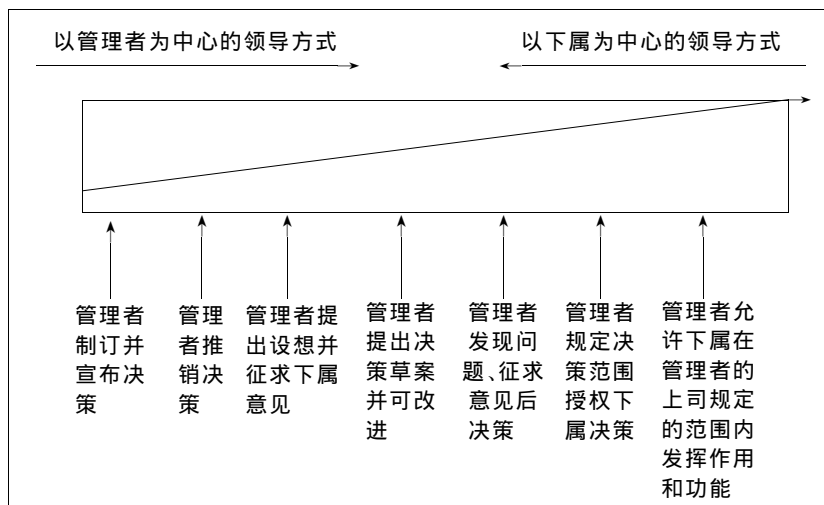 以管理者为中心的领导方式
以下属为中心的领导方式
管理者
制订并
宣布决
策
管理
者推
销决
策
管理者提
出设想并
征求下属
意见
管理者
提出决
策草案
并可改
进
管理者
发现问
题、征求
意见后
决策
管理者
规定决
策范围
授权下
属决策
管理者允
许下属在
管理者的
上司规定
的范围内
发挥作用
和功能